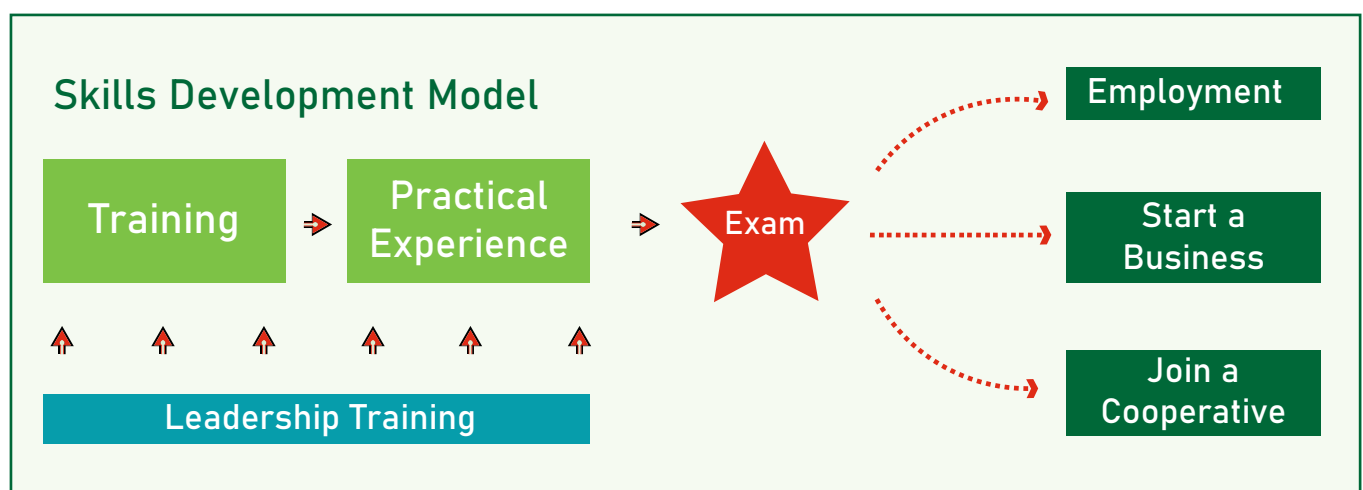 Skills Development Model
Training
Practical
Experience
Exam
Employment
Start a
Business
Join a
Cooperative
Leadership Training